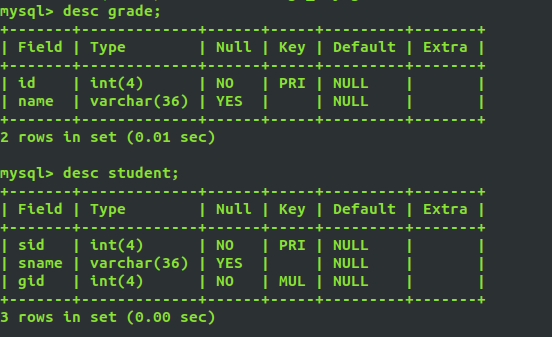 mysql> desc grade;
+-------+-------------+------+-----+---------+-------+
| Field | Type        | Null | Key | Default | Extra |
+-------+-------------+------+-----+---------+-------+
| id    | int(4)      | NO   | PRI | NULL    |       |
| name  | varchar(36) | YES  |     | NULL    |       |
+-------+-------------+------+-----+---------+-------+
2 rows in set (0.01 sec)

mysql> desc student;
+-------+-------------+------+-----+---------+-------+
| Field | Type        | Null | Key | Default | Extra |
+-------+-------------+------+-----+---------+-------+
| sid   | int(4)      | NO   | PRI | NULL    |       |
| sname | varchar(36) | YES  |     | NULL    |       |
| gid   | int(4)      | NO   | MUL | NULL    |       |
+-------+-------------+------+-----+---------+-------+
3 rows in set (0.00 sec)